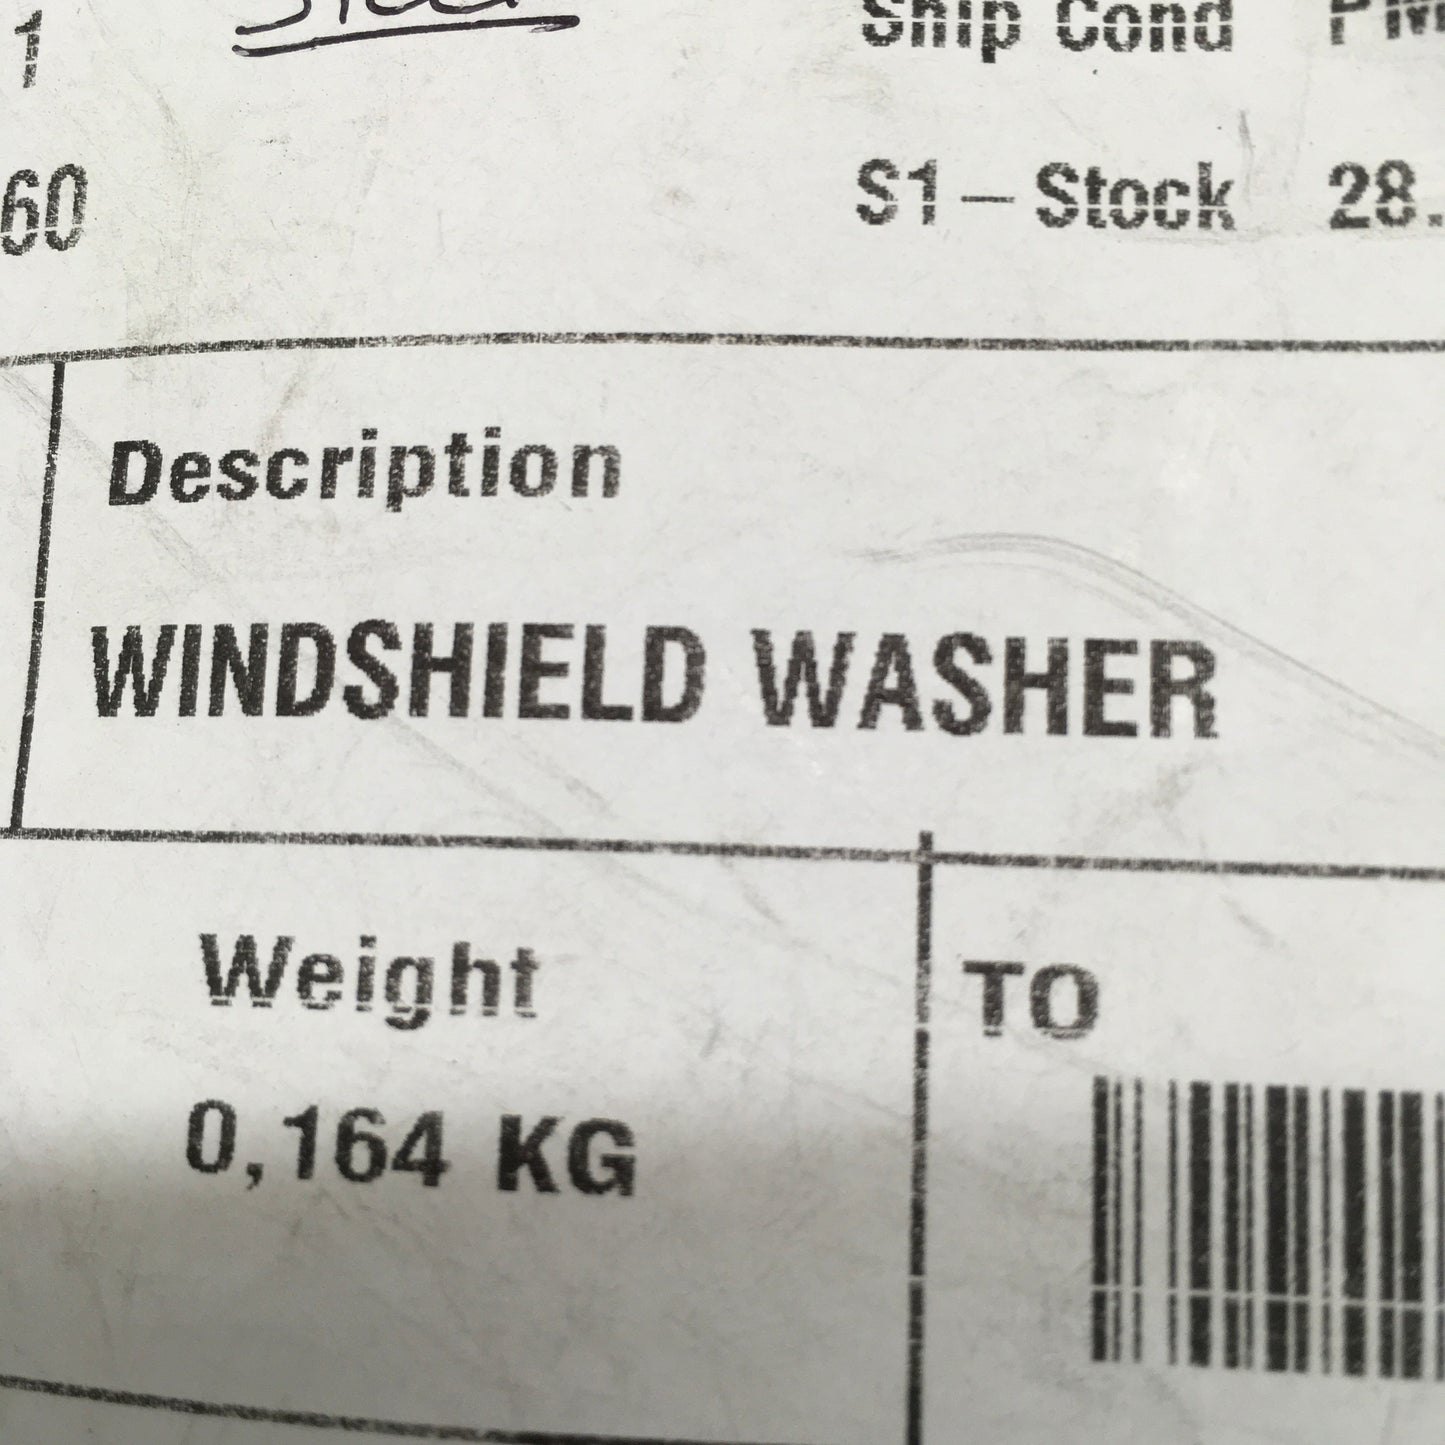 1
Ship Cond
60
S1 – Stock 28.
Description
WINDSHIELD WASHER
Weight
TO
0,164 KG